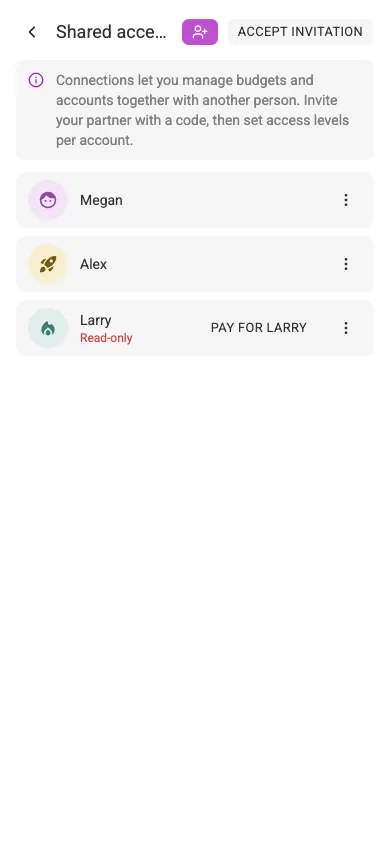 Shared acce...
ACCEPT INVITATION
Connections let you manage budgets and
accounts together with another person. Invite
your partner with a code, then set access levels
per account.
Megan
Alex
Larry
Read-only
PAY FOR LARRY